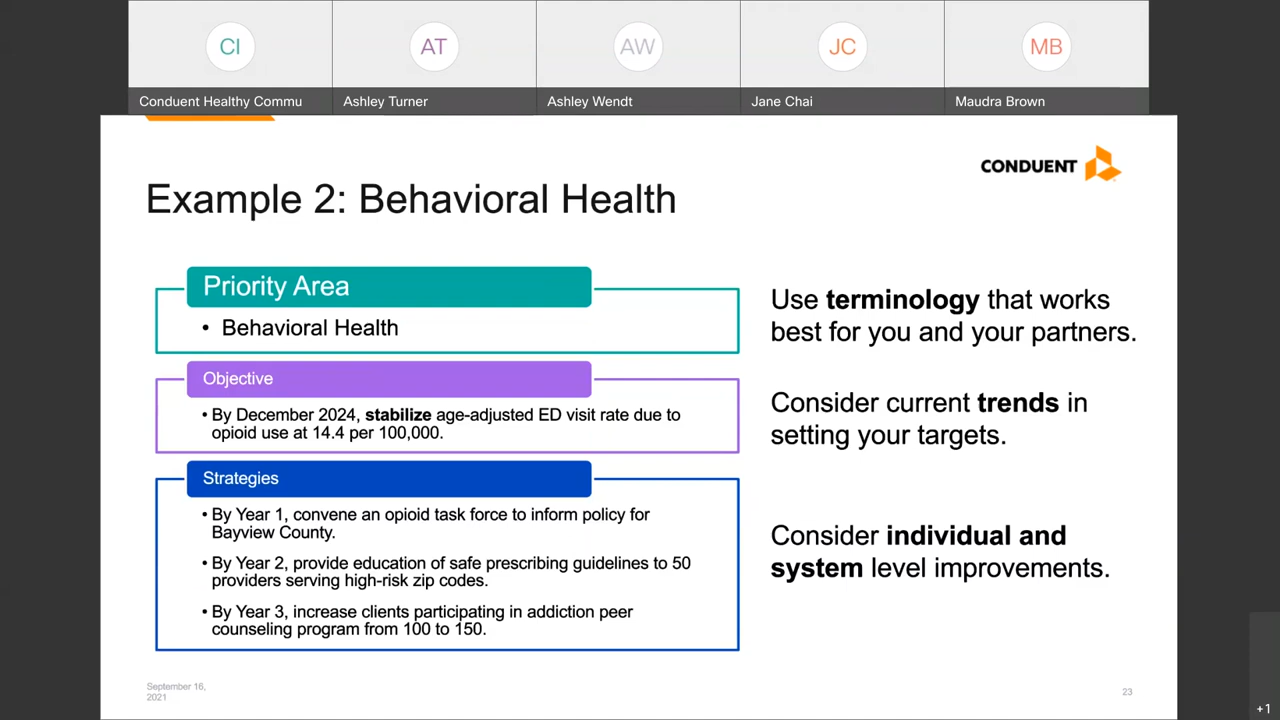 CI
AT
AW
JC
MB
Conduent Healthy Commu
Ashley Turner
Ashley Wendt
Jane Chai
Maudra Brown
CONDUENT
Example 2: Behavioral Health
Priority Area
• Behavioral Health
Objective
• By December 2024, stabilize age-adjusted ED visit rate due to
opioid use at 14.4 per 100,000.
Strategies
• By Year 1, convene an opioid task force to inform policy for
Bayview County.
• By Year 2, provide education of safe prescribing guidelines to 50
providers serving high-risk zip codes.
• By Year 3, increase clients participating in addiction peer
counseling program from 100 to 150.
Use terminology that works
best for you and your partners.
Consider current trends in
setting your targets.
Consider individual and
system level improvements.
September 16,
2021
23
+1